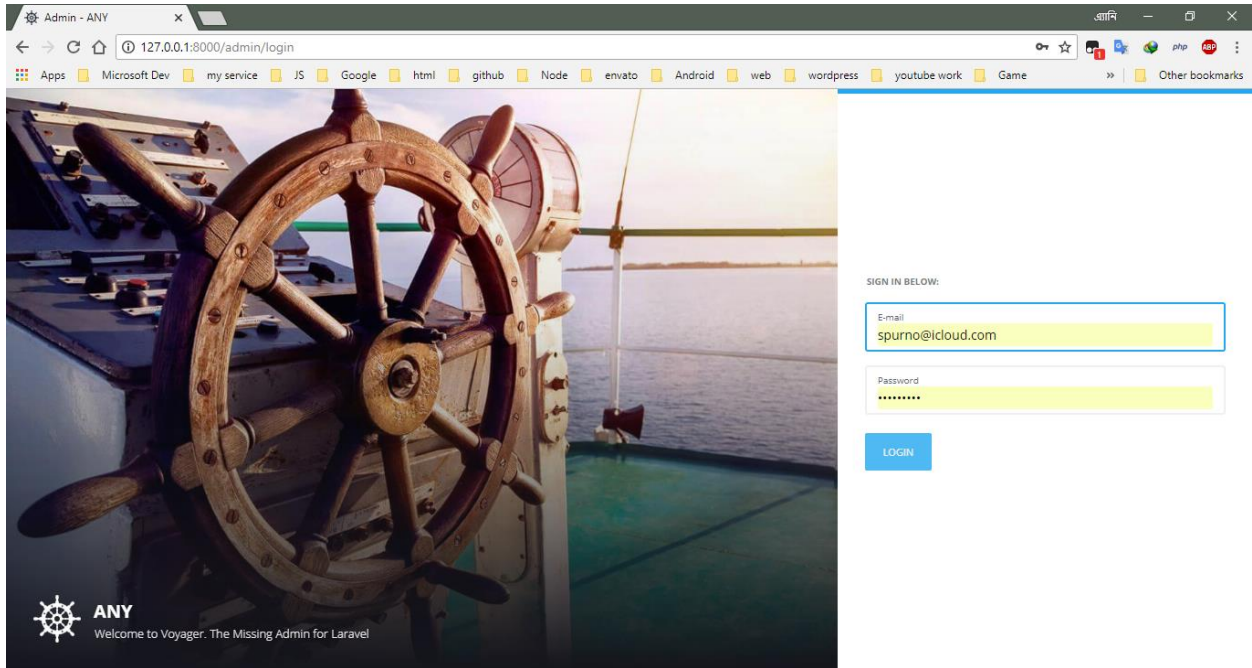 Admin - ANY
এ্যানি
127.0.0.1:8000/admin/login
1
php
ABP
Apps Microsoft Dev my service JS Google html github Node envato Android web wordpress youtube work Game » Other bookmarks
SIGN IN BELOW:
E-mail
spurno@icloud.com
Password
•••••••••
LOGIN
ANY
Welcome to Voyager. The Missing Admin for Laravel